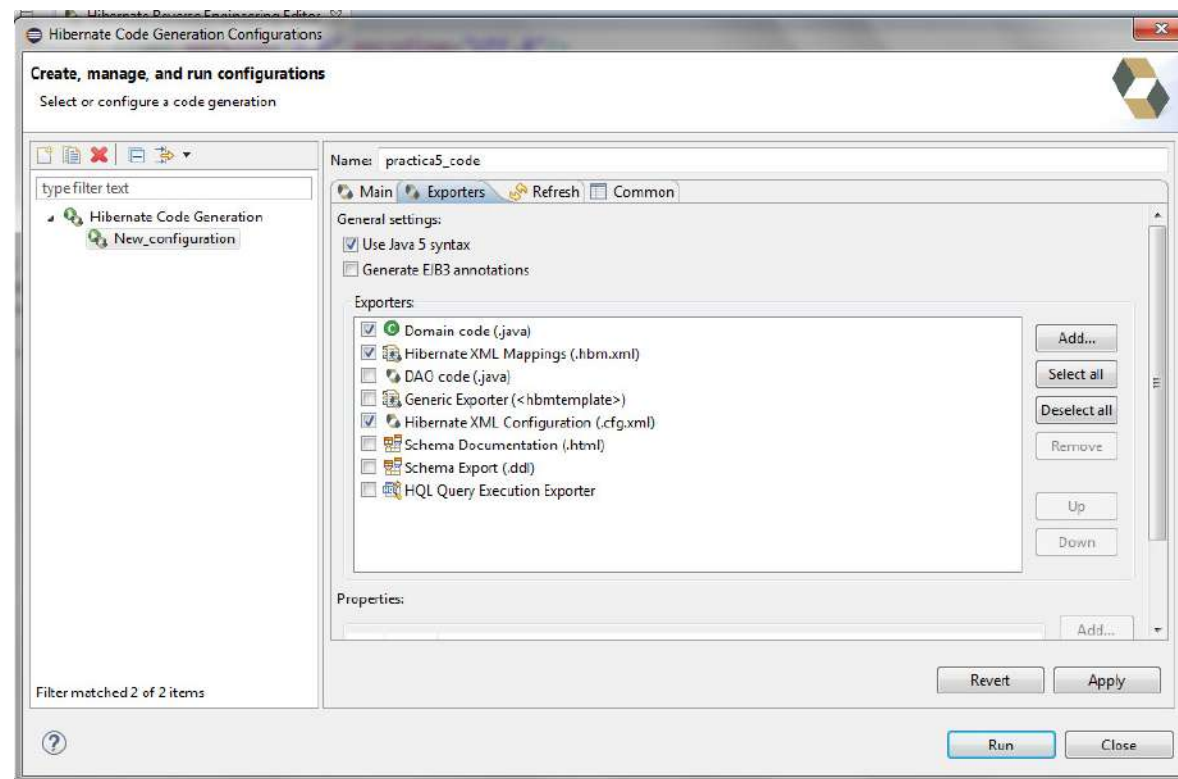 Hibernate Reverse Engineering Editor
Hibernate Code Generation Configurations
Create, manage, and run configurations
Select or configure a code generation
type filter text
Hibernate Code Generation
New_configuration
Filter matched 2 of 2 items
Name: practica5_code
Main Exporters Refresh Common
General settings:
Use Java 5 syntax
Generate EJB3 annotations
Exporters:
Domain code (.java)
Hibernate XML Mappings (.hbm.xml)
DAO code (.java)
Generic Exporter (<hbmtemplate>)
Hibernate XML Configuration (.cfg.xml)
Schema Documentation (.html)
Schema Export (.ddl)
HQL Query Execution Exporter
Add...
Select all
Deselect all
Remove
Up
Down
Properties:
Add...
Revert Apply
Run Close